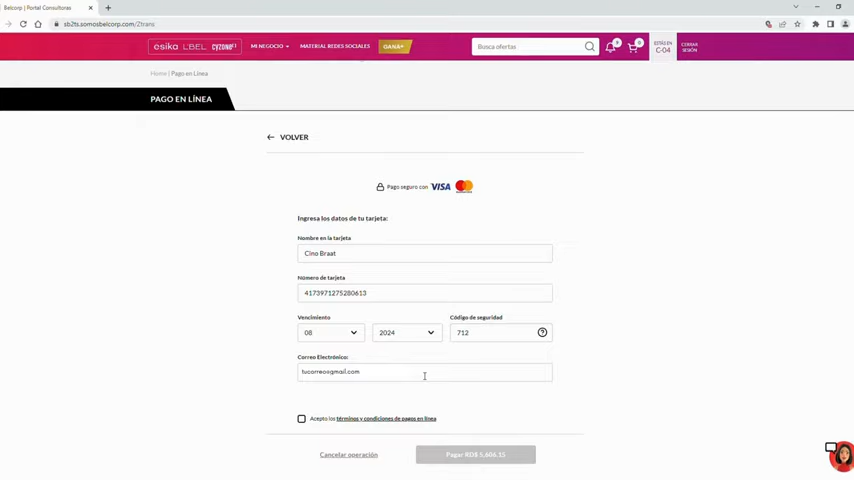 Belcorp | Portal Consultoras
sb2ts.somosbelcorp.com/Ztrans
ésika L'BEL CYZONE
MI NEGOCIO
MATERIAL REDES SOCIALES
GANA+
Busca ofertas
0
ESTÁS EN
C-04
CERRAR
SESIÓN
Home | Pago en Línea
PAGO EN LÍNEA
VOLVER
Pago seguro con VISA
Ingresa los datos de tu tarjeta:
Nombre en la tarjeta
Cino Braat
Número de tarjeta
4173971275280613
Vencimiento
Código de seguridad
08
2024
712
Correo Electrónico:
tucorreo@gmail.com
Acepto los términos y condiciones de pagos en línea
Cancelar operación
Pagar RD$ 5,606.15